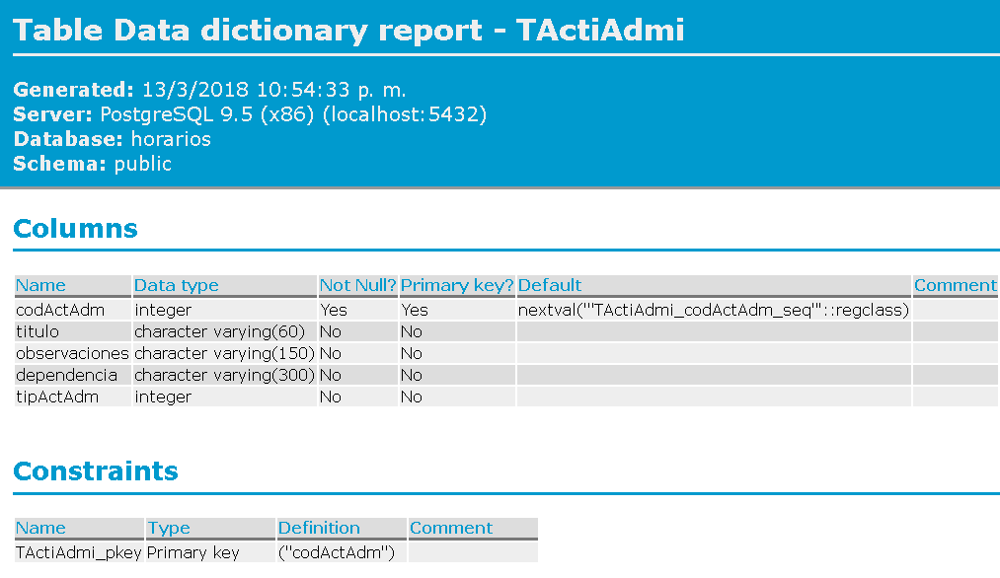 Table Data dictionary report - TActiAdmi
Generated: 13/3/2018 10:54:33 p. m.
Server: PostgreSQL 9.5 (x86) (localhost:5432)
Database: horarios
Schema: public
Columns
Name Data type Not Null? Primary key? Default Comment
codActAdm integer Yes Yes nextval('"TActiAdmi_codActAdm_seq"'::regclass)
titulo character varying(60) No No
observaciones character varying(150) No No
dependencia character varying(300) No No
tipActAdm integer No No
Constraints
Name Type Definition Comment
TActiAdmi_pkey Primary key ("codActAdm")